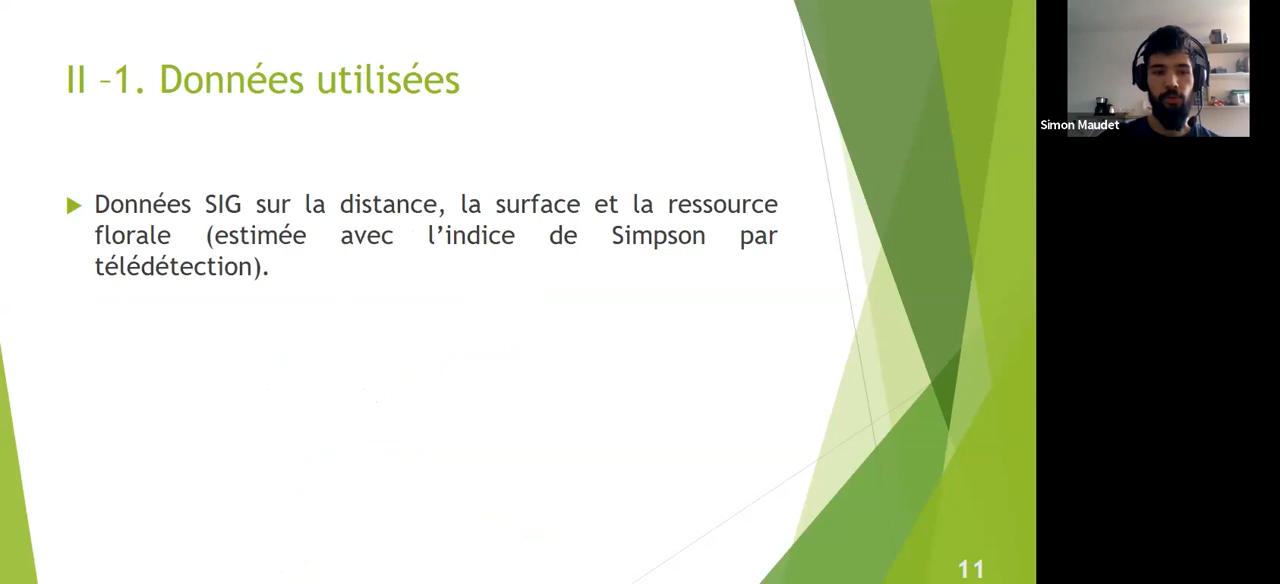 II –1. Données utilisées
Données SIG sur la distance, la surface et la ressource
florale (estimée avec l’indice de Simpson par
télédétection).
11
Simon Maudet